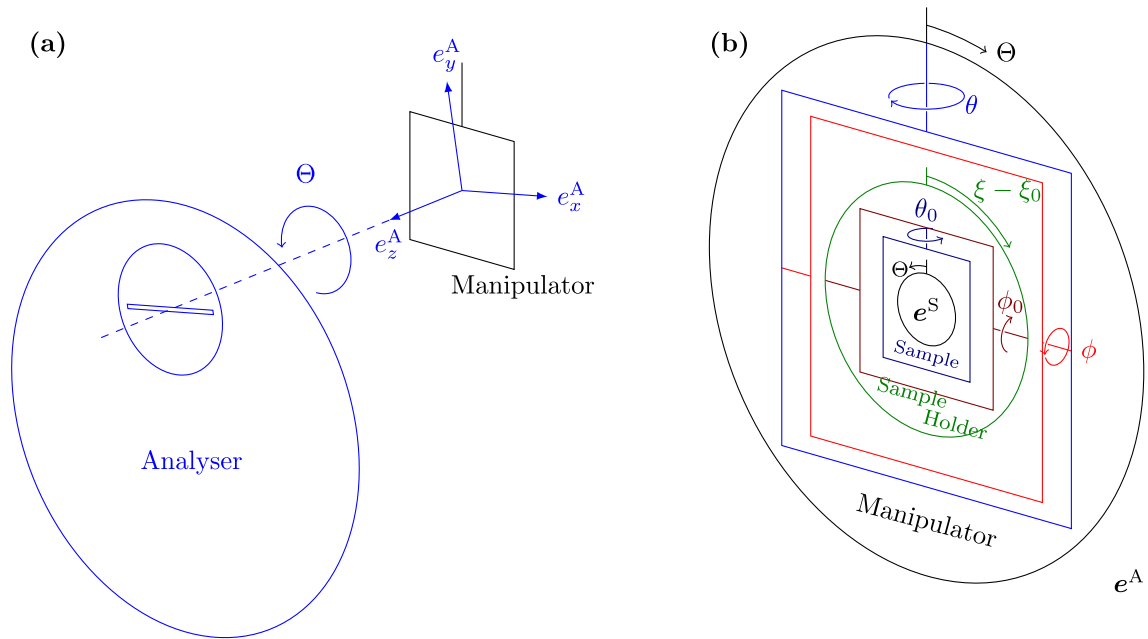 (a)
e_y^A
Θ
e_x^A
e_z^A
Manipulator
Analyser
(b)
Θ
θ
ξ − ξ_0
θ_0
Θ
e^S
ϕ_0
Sample
ϕ
Sample
Holder
Manipulator
e^A